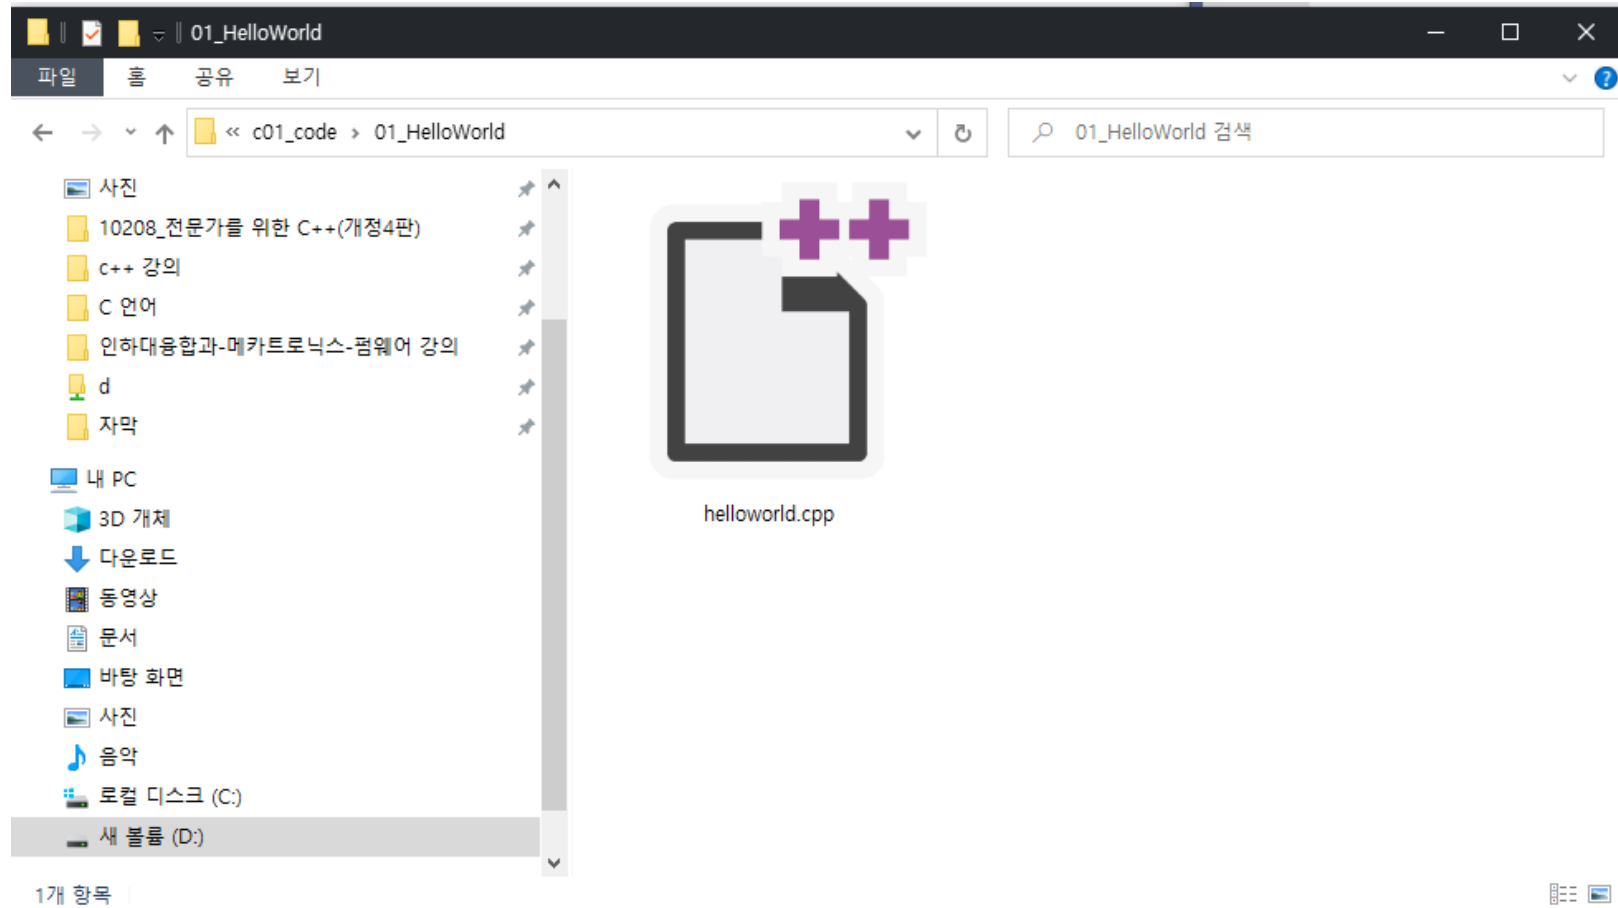 01_HelloWorld
파일 홈 공유 보기
« c01_code › 01_HelloWorld
01_HelloWorld 검색
사진
10208_전문가를 위한 C++(개정4판)
c++ 강의
C 언어
인하대융합과-메카트로닉스-펌웨어 강의
d
자막
내 PC
3D 개체
다운로드
동영상
문서
바탕 화면
사진
음악
로컬 디스크 (C:)
새 볼륨 (D:)
helloworld.cpp
1개 항목